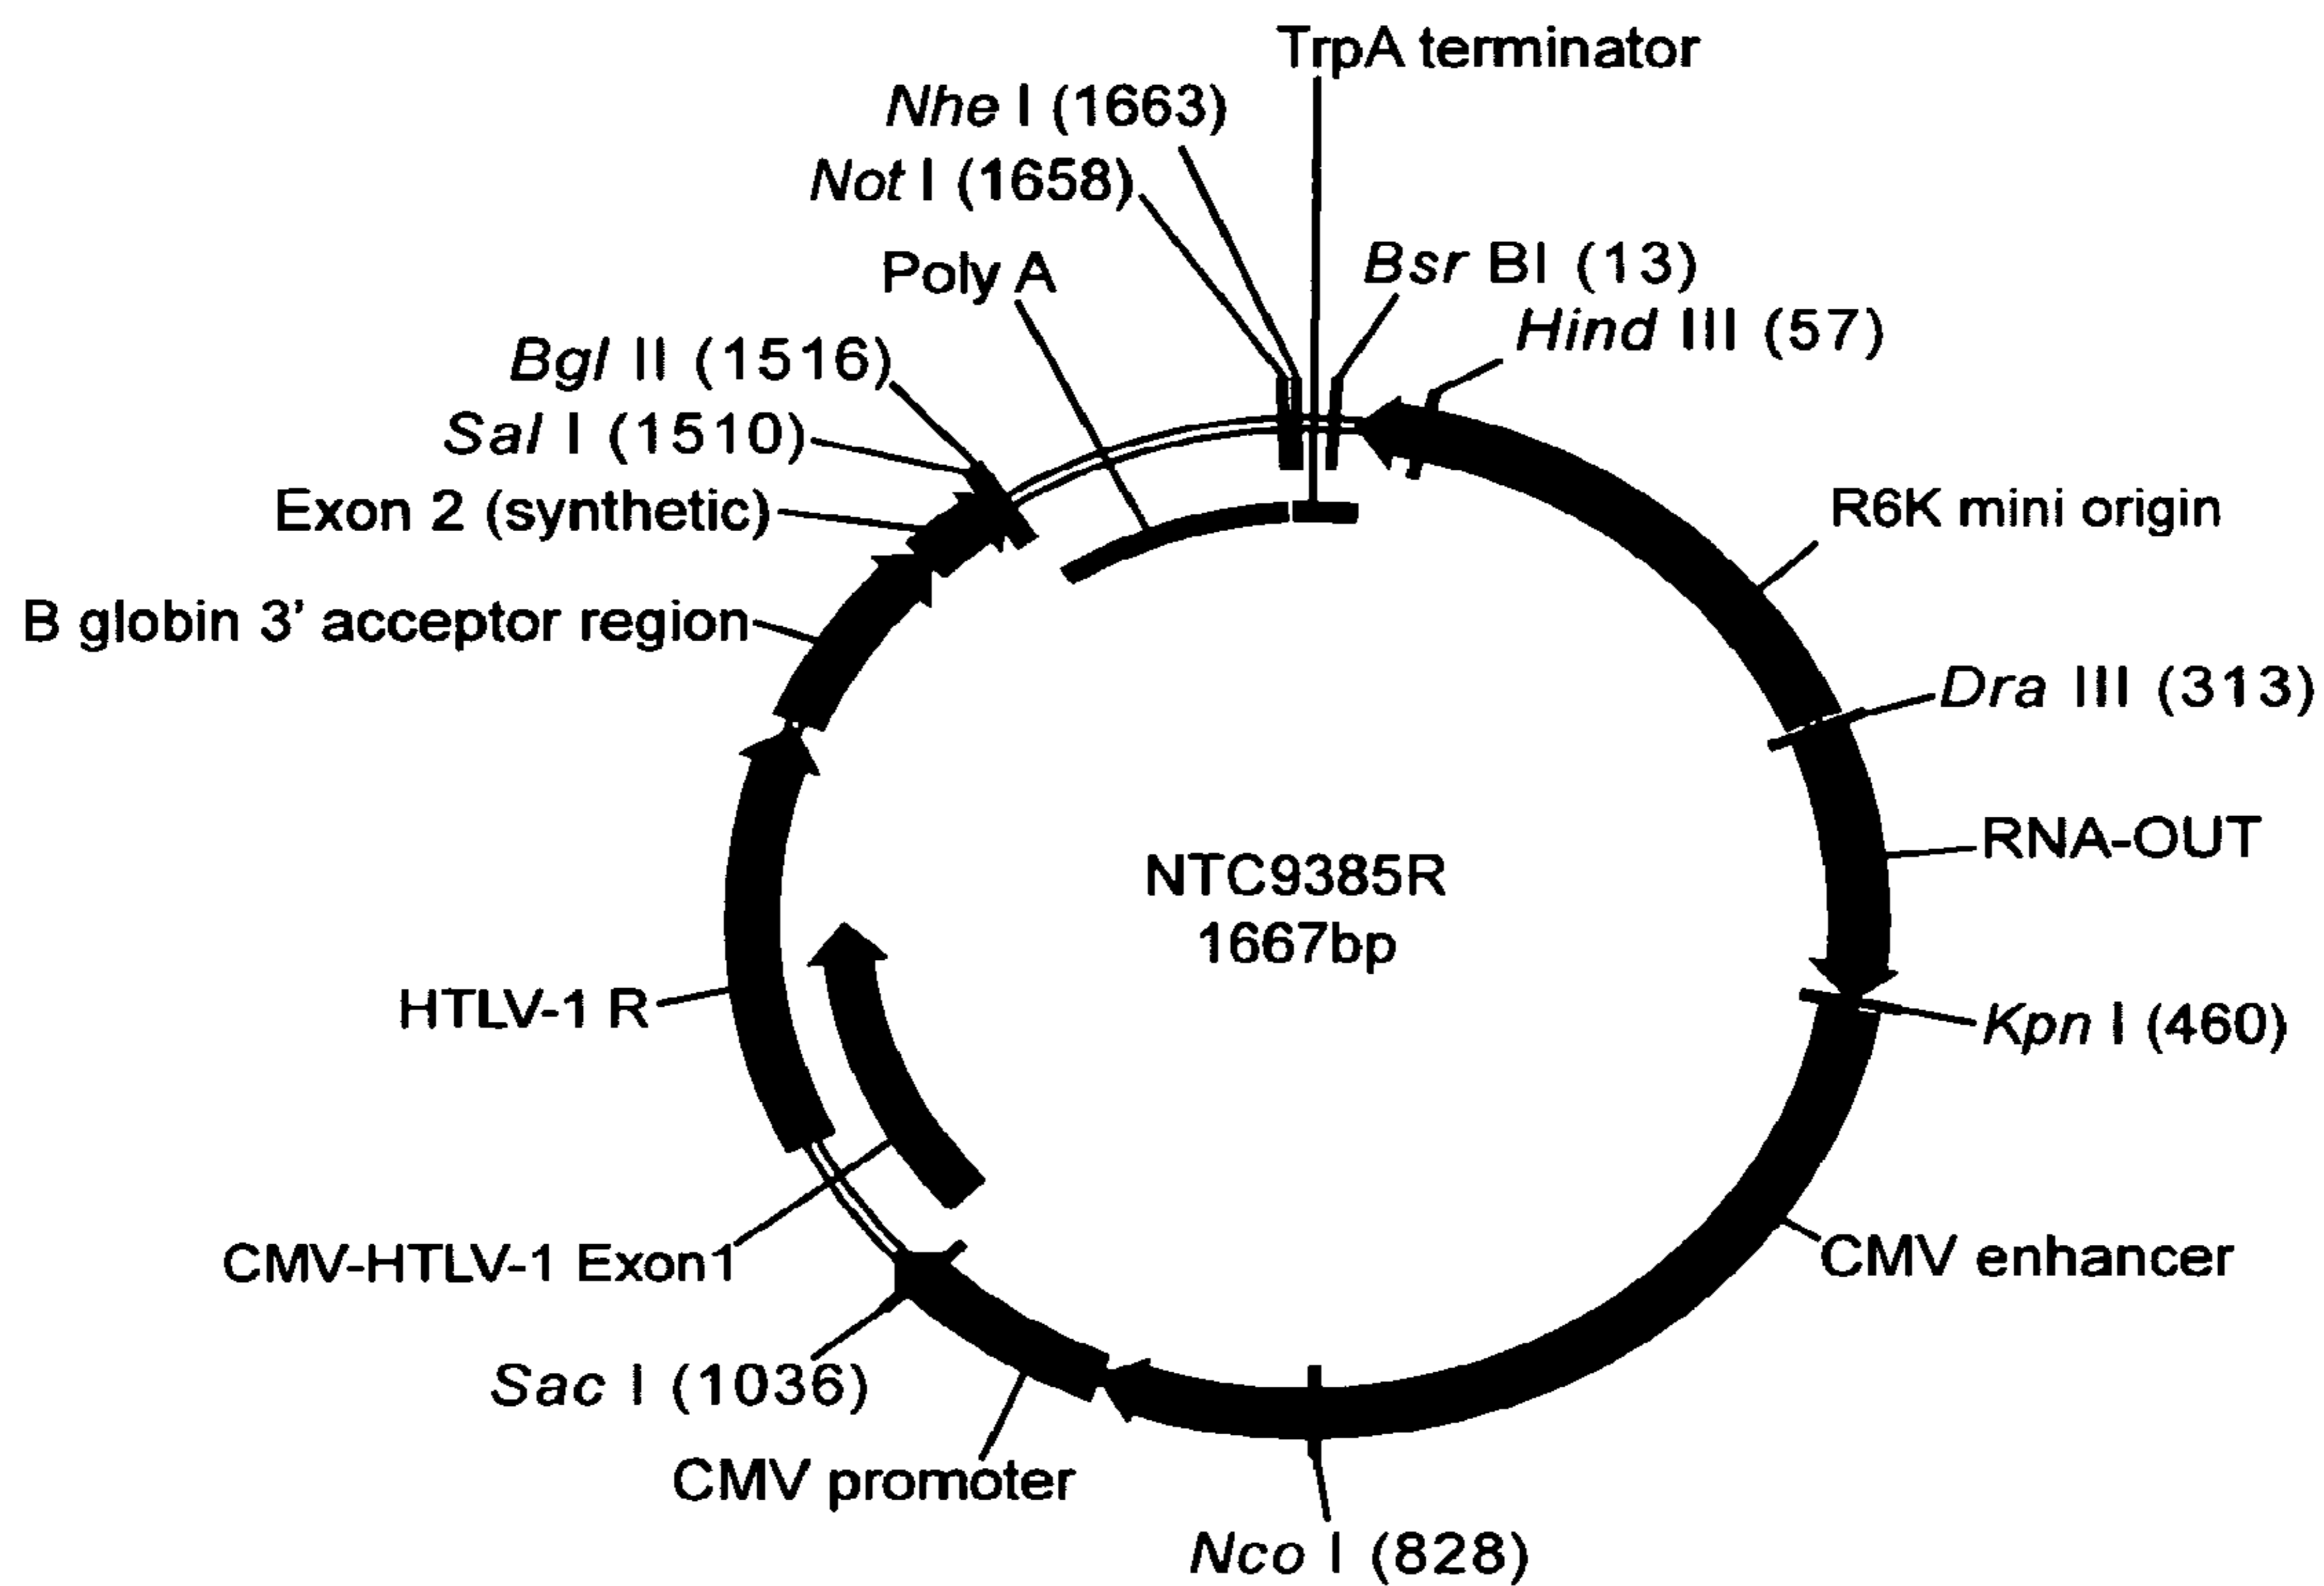 TrpA terminator
Nhe I (1663)
Not I (1658)
Poly A
Bsr BI (13)
Hind III (57)
Bgl II (1516)
Sal I (1510)
Exon 2 (synthetic)
R6K mini origin
B globin 3’ acceptor region
Dra III (313)
RNA-OUT
NTC9385R
1667bp
HTLV-1 R
Kpn I (460)
CMV-HTLV-1 Exon1
CMV enhancer
Sac I (1036)
CMV promoter
Nco I (828)